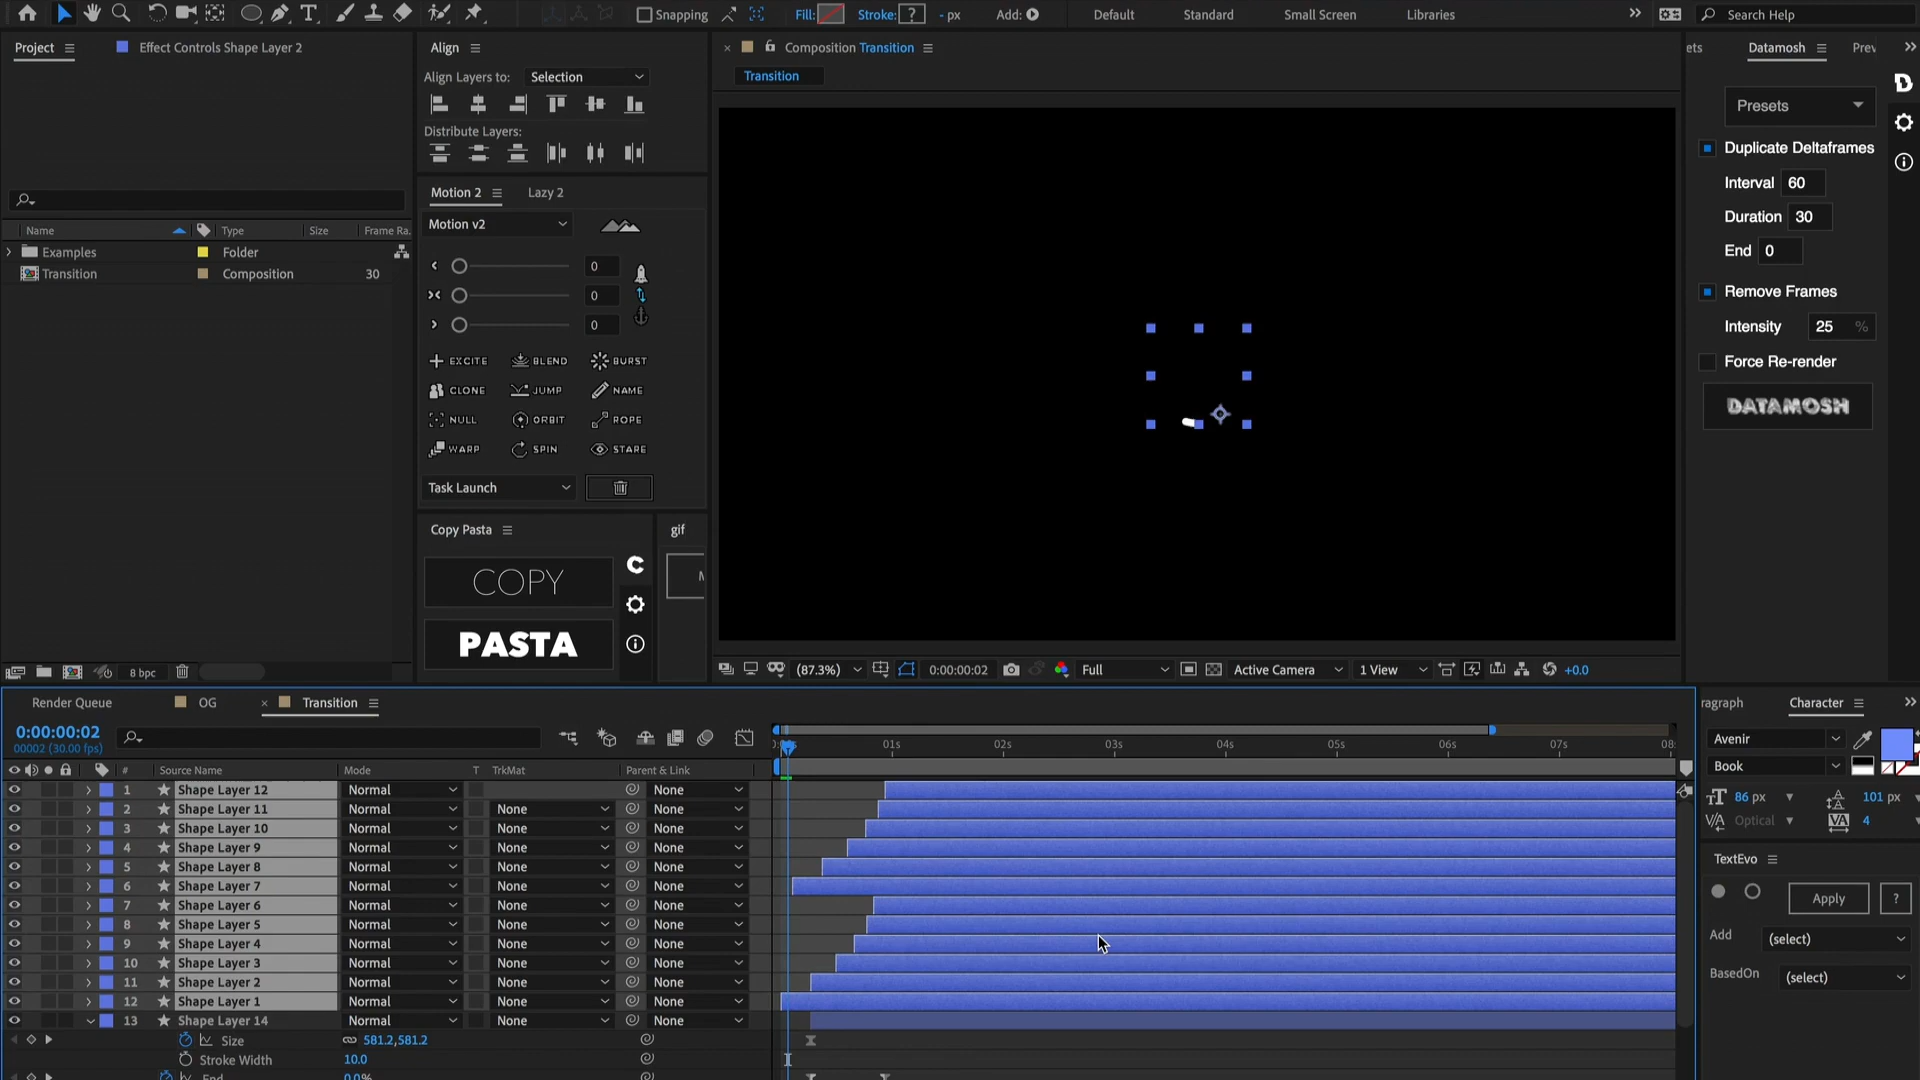 Snapping Fill: Stroke: ? - px Add: Default Standard Small Screen Libraries Search Help
Project Effect Controls Shape Layer 2
Name Type Size Frame Ra.
Examples Folder
Transition Composition 30
8 bpc
Align
Align Layers to: Selection
Distribute Layers:
Motion 2 Lazy 2
Motion v2
0
0
0
EXCITE BLEND BURST
CLONE JUMP NAME
NULL ORBIT ROPE
WARP SPIN STARE
Task Launch
Copy Pasta gif
COPY
PASTA
Composition Transition
Transition
(87.3%) 0:00:00:02 Full Active Camera 1 View +0.0
ets Datamosh Prev
Presets
Duplicate Deltaframes
Interval 60
Duration 30
End 0
Remove Frames
Intensity 25 %
Force Re-render
DATAMOSH
Render Queue OG Transition
0:00:00:02
00002 (30.00 fps)
01s 02s 03s 04s 05s 06s 07s 08s
# Source Name Mode T TrkMat Parent & Link
1 Shape Layer 12 Normal None
2 Shape Layer 11 Normal None None
3 Shape Layer 10 Normal None None
4 Shape Layer 9 Normal None None
5 Shape Layer 8 Normal None None
6 Shape Layer 7 Normal None None
7 Shape Layer 6 Normal None None
8 Shape Layer 5 Normal None None
9 Shape Layer 4 Normal None None
10 Shape Layer 3 Normal None None
11 Shape Layer 2 Normal None None
12 Shape Layer 1 Normal None None
13 Shape Layer 14 Normal None None
Size 581.2,581.2
Stroke Width 10.0
End 0.0%
ragraph Character
Avenir
Book
86 px 101 px
Optical 4
TextEvo
Apply ?
Add (select)
BasedOn (select)